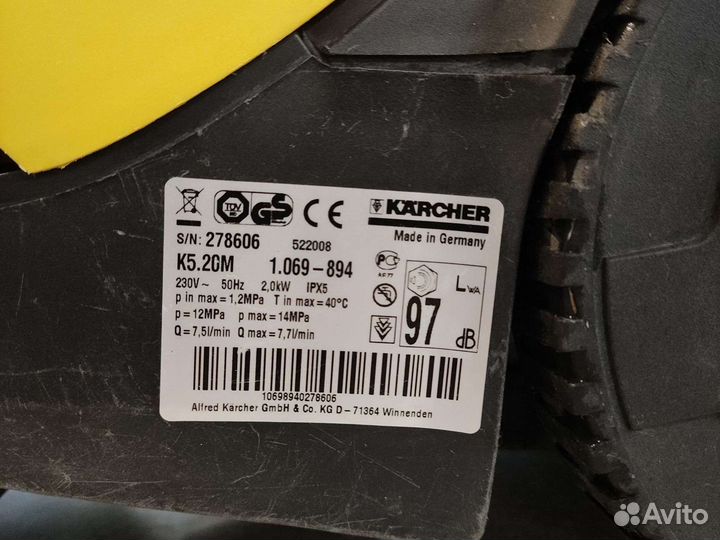 TÜV
GS
CE
KÄRCHER
S/N: 278606 522008 Made in Germany
K5.20M 1.069-894
230V~ 50Hz 2,0kW IPX5
p in max = 1,2MPa T in max = 40°C
p = 12MPa p max = 14MPa
Q = 7,5l/min Q max = 7,7l/min
LWA
97
dB
10698940278606
Alfred Kärcher GmbH & Co. KG D - 71364 Winnenden
Avito